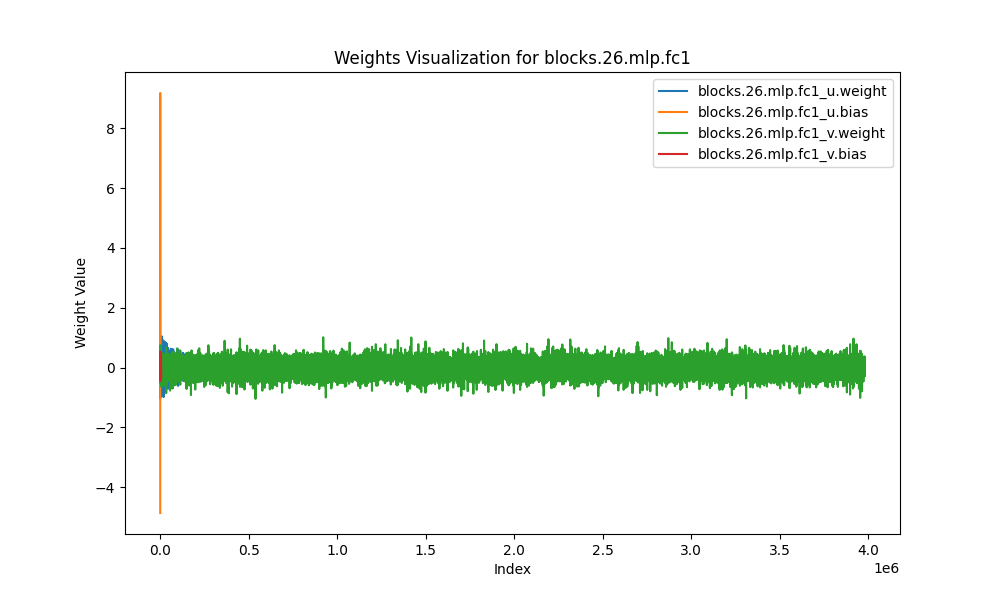 Weights Visualization for blocks.26.mlp.fc1
blocks.26.mlp.fc1_u.weight
blocks.26.mlp.fc1_u.bias
blocks.26.mlp.fc1_v.weight
blocks.26.mlp.fc1_v.bias
Weight Value
8
6
4
2
0
−2
−4
0.0 0.5 1.0 1.5 2.0 2.5 3.0 3.5 4.0
1e6
Index